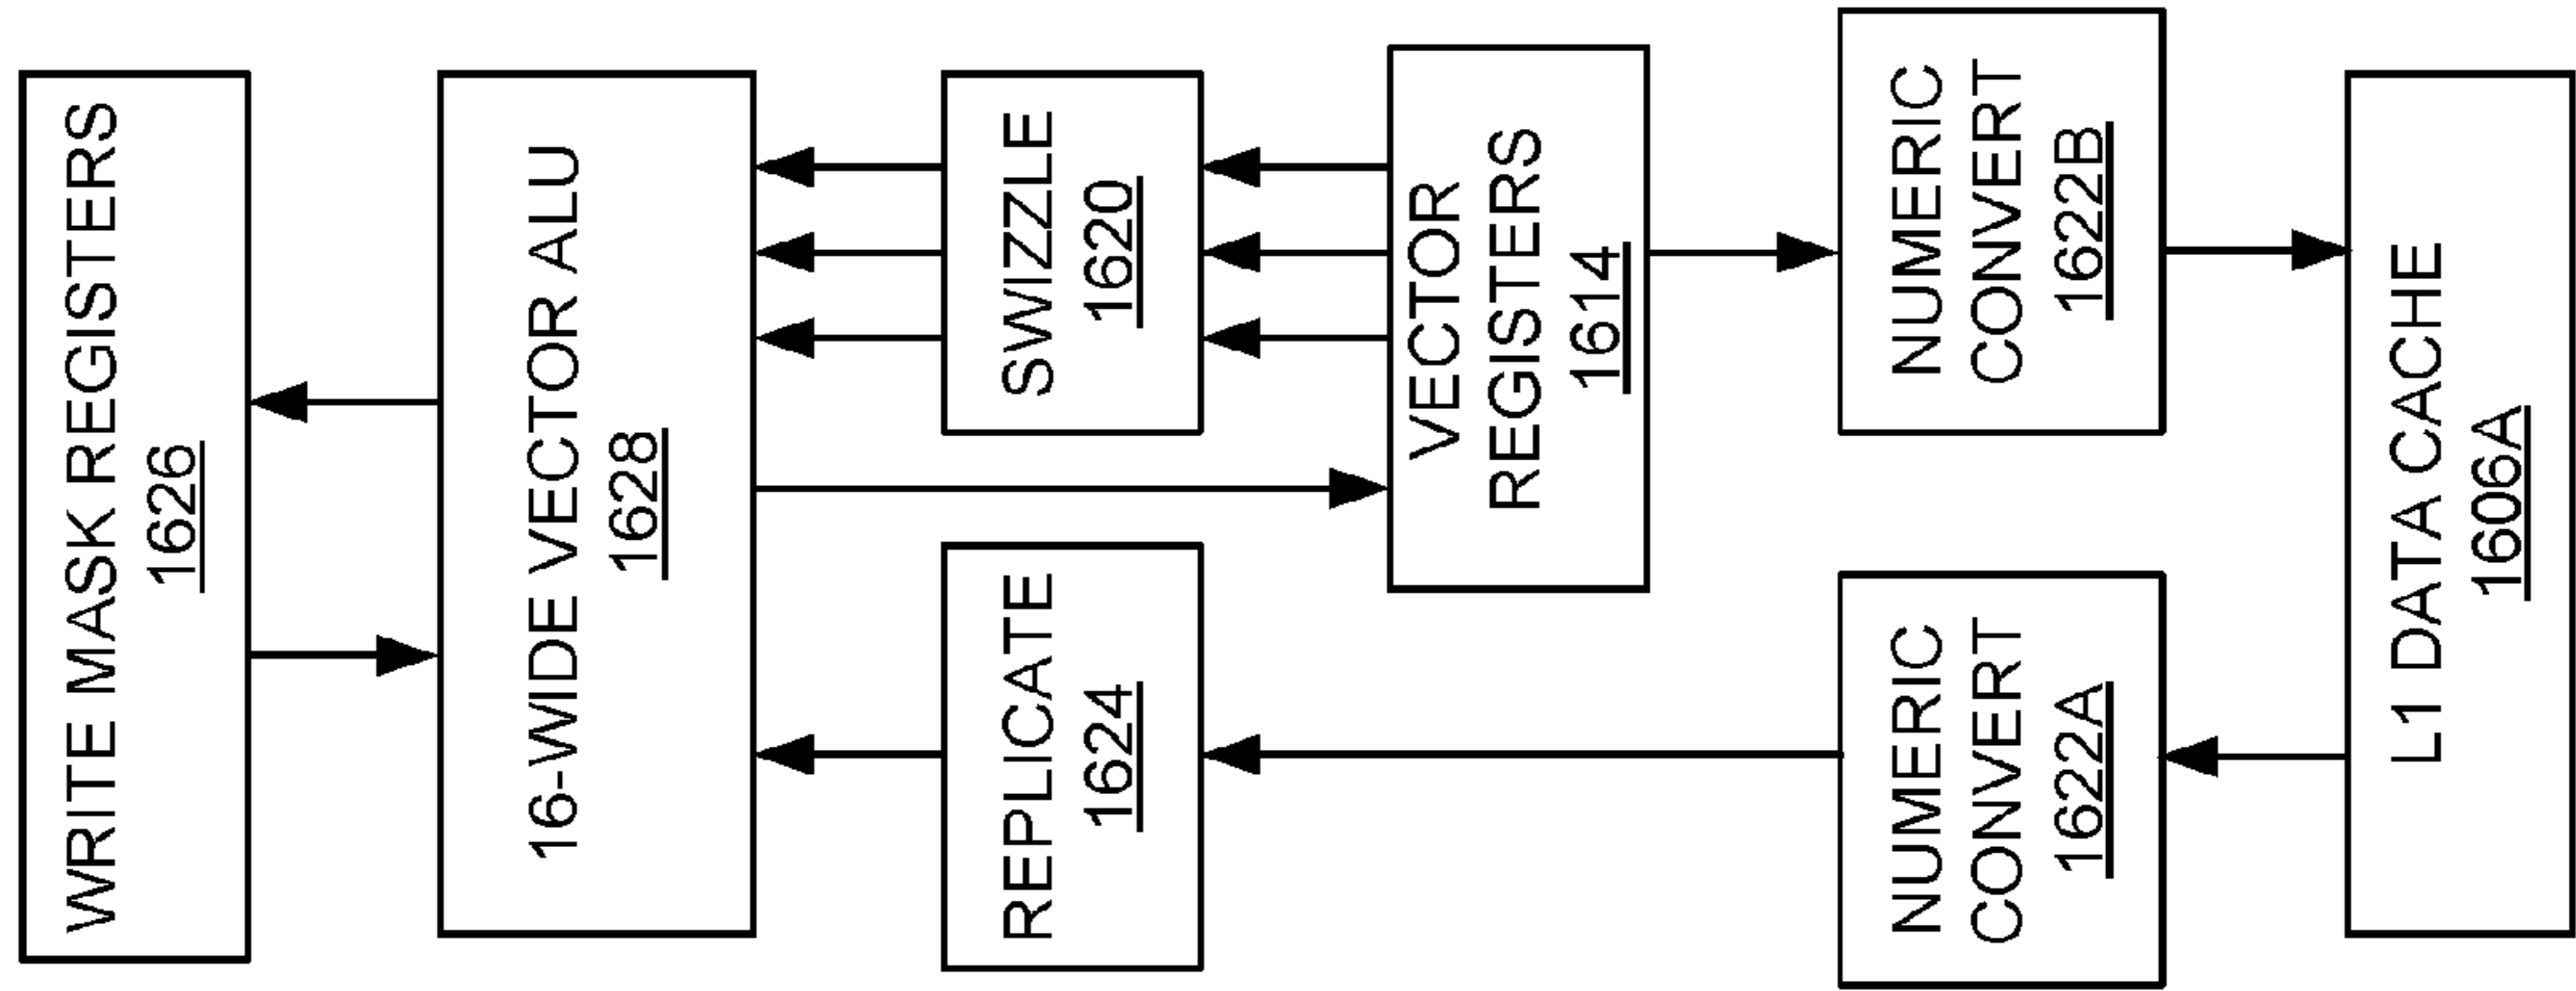 WRITE MASK REGISTERS
1626
16-WIDE VECTOR ALU
1628
REPLICATE
1624
SWIZZLE
1620
VECTOR
REGISTERS
1614
NUMERIC
CONVERT
1622A
NUMERIC
CONVERT
1622B
L1 DATA CACHE
1606A